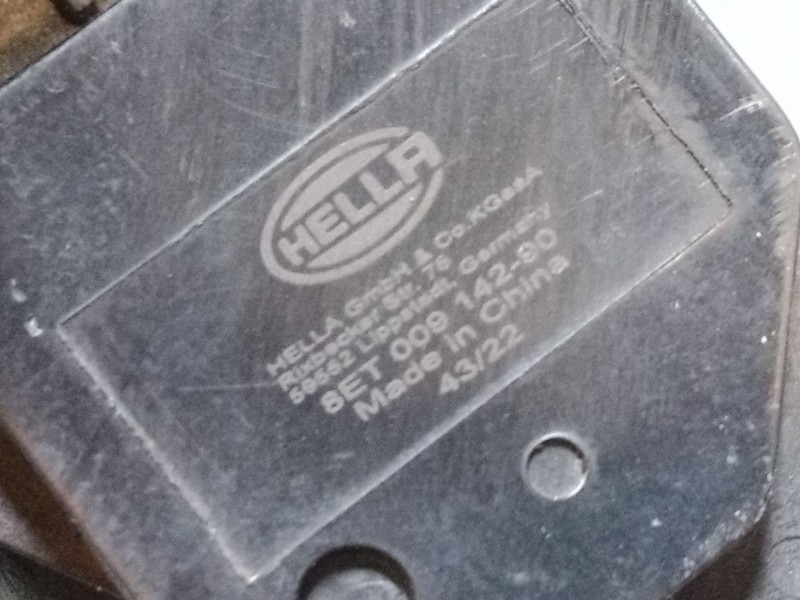 HELLA
HELLA GmbH & Co.KGaaA
Rixbecker Str. 75
59552 Lippstadt, Germany
8ET 009 142-90
Made in China
43/22